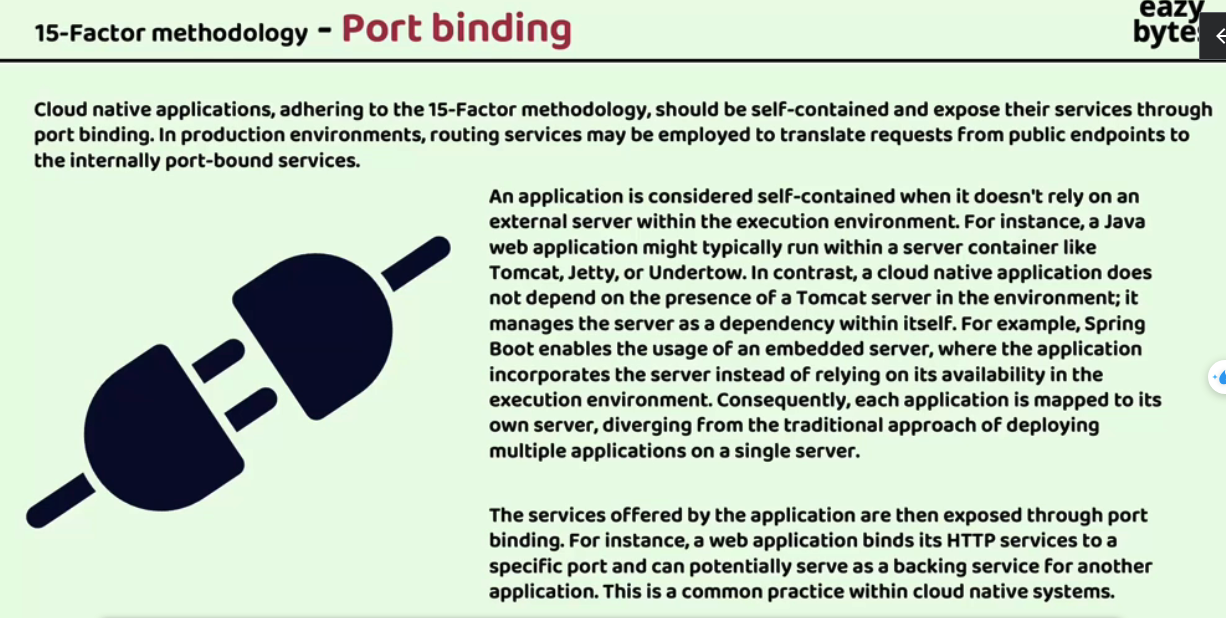 15-Factor methodology - Port binding
eazy
Cloud native applications, adhering to the 15-Factor methodology, should be self-contained and expose their services through
port binding. In production environments, routing services may be employed to translate requests from public endpoints to
the internally port-bound services.
An application is considered self-contained when it doesn't rely on an
external server within the execution environment. For instance, a Java
web application might typically run within a server container like
Tomcat, Jetty, or Undertow. In contrast, a cloud native application does
not depend on the presence of a Tomcat server in the environment; it
manages the server as a dependency within itself. For example, Spring
Boot enables the usage of an embedded server, where the application
incorporates the server instead of relying on its availability in the
execution environment. Consequently, each application is mapped to its
own server, diverging from the traditional approach of deploying
multiple applications on a single server.
The services offered by the application are then exposed through port
binding. For instance, a web application binds its HTTP services to a
specific port and can potentially serve as a backing service for another
application. This is a common practice within cloud native systems.